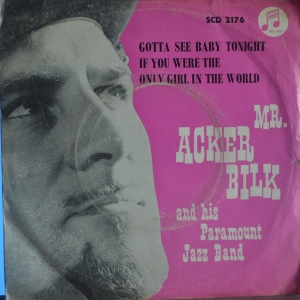 SCD 2176
GOTTA SEE BABY TONIGHT
IF YOU WERE THE
ONLY GIRL IN THE WORLD
MR.
ACKER
BILK
and his
Paramount
Jazz Band